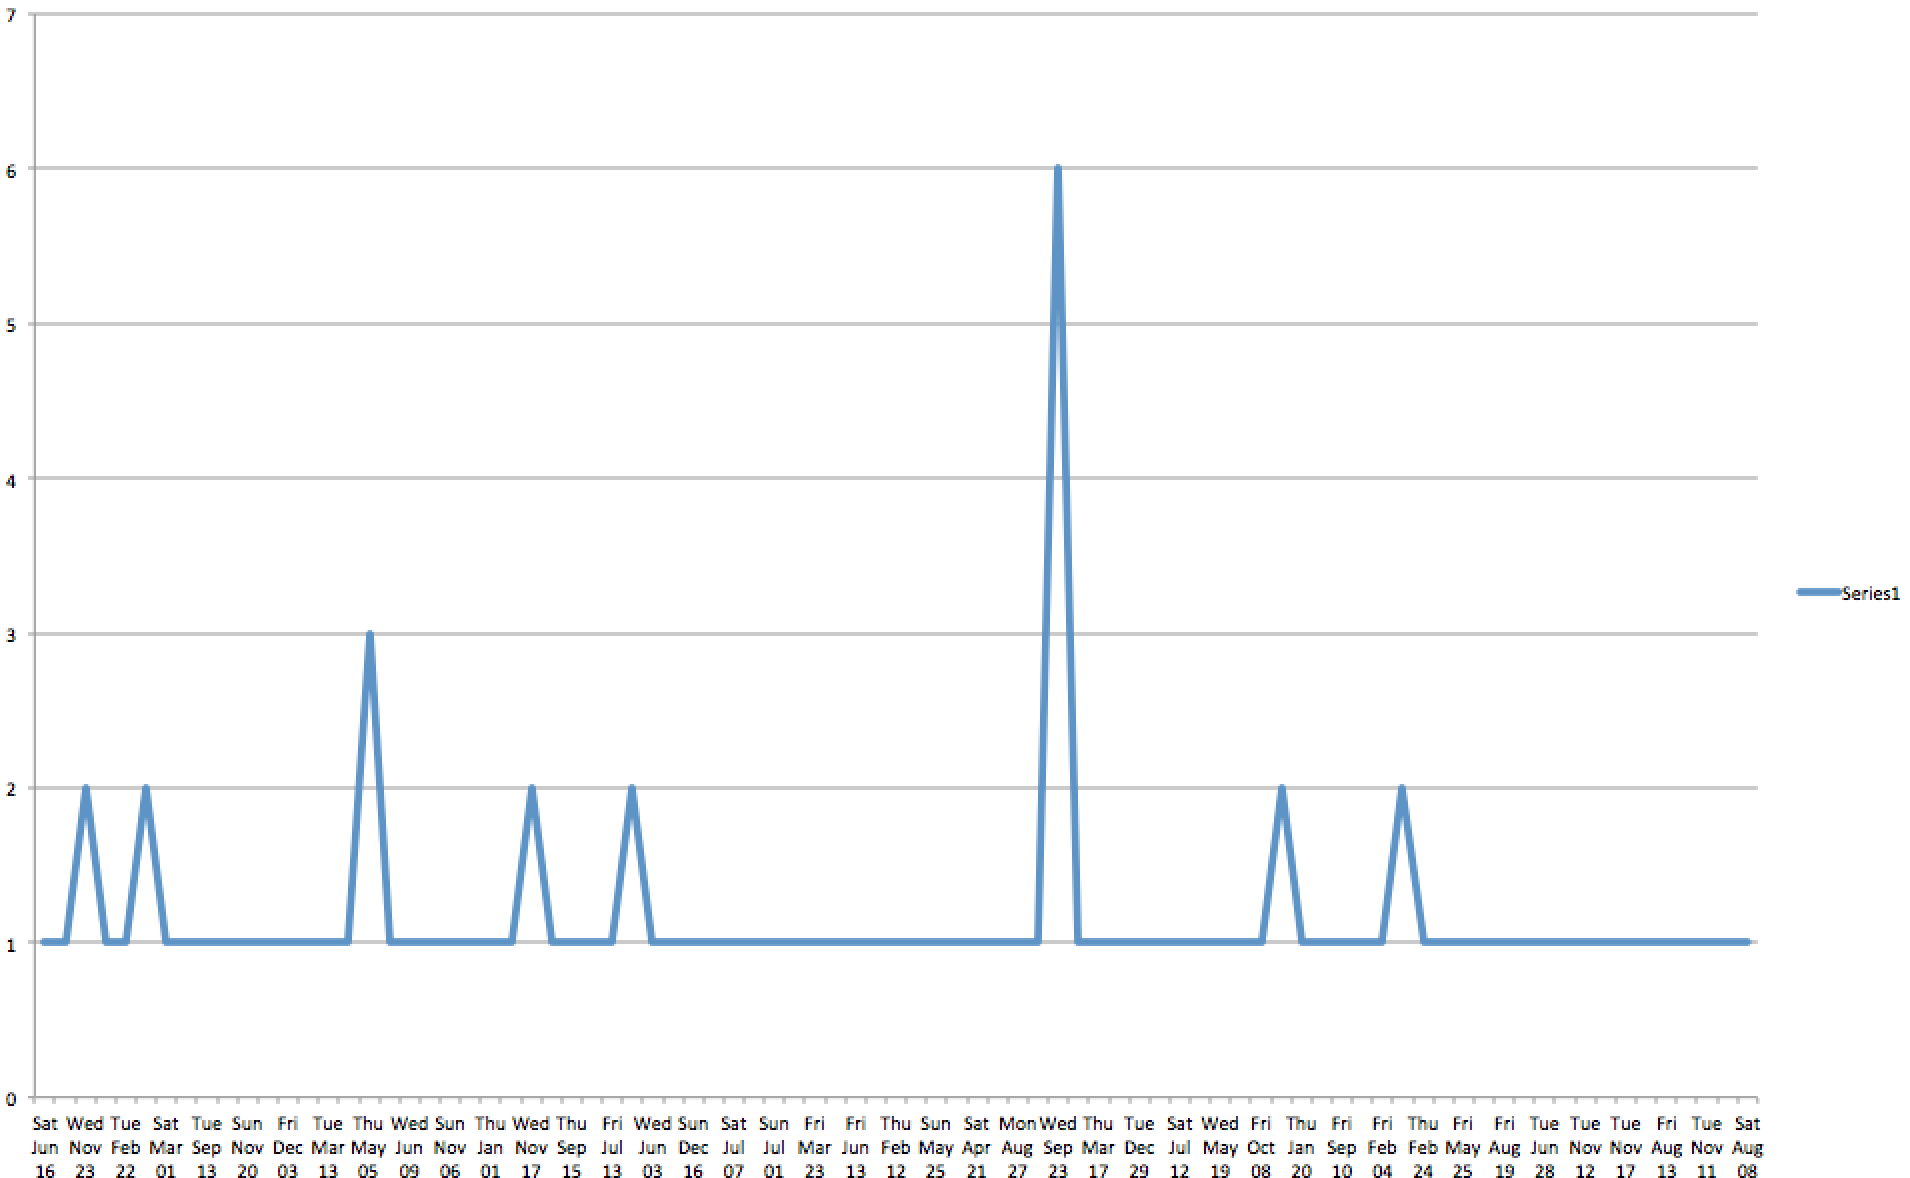 7
6
5
4
3
2
1
0
Series1
Sat Wed Tue Sat Tue Sun Fri Tue Thu Wed Sun Thu Wed Thu Fri Wed Sun Sat Sun Fri Fri Thu Sun Sat Mon Wed Thu Tue Sat Wed Fri Thu Fri Fri Thu Fri Fri Tue Tue Tue Fri Tue Sat
Jun Nov Feb Mar Sep Nov Dec Mar May Jun Nov Jan Nov Sep Jul Jun Dec Jul Jul Mar Jun Feb May Apr Aug Sep Mar Dec Jul May Oct Jan Sep Feb Feb May Aug Jun Nov Nov Aug Nov Aug
16 23 22 01 13 20 03 13 05 09 06 01 17 15 13 03 16 07 01 23 13 12 25 21 27 23 17 29 12 19 08 20 10 04 24 25 19 28 12 17 13 11 08